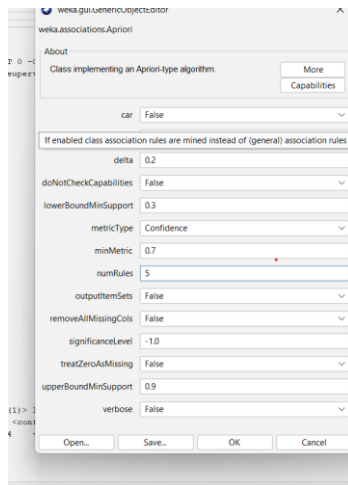 weka.gui.GenericObjectEditor
weka.associations.Apriori
About
Class implementing an Apriori-type algorithm.
More
Capabilities
car False
If enabled class association rules are mined instead of (general) association rules
delta 0.2
doNotCheckCapabilities False
lowerBoundMinSupport 0.3
metricType Confidence
minMetric 0.7
numRules 5
outputItemSets False
removeAllMissingCols False
significanceLevel -1.0
treatZeroAsMissing False
upperBoundMinSupport 0.9
verbose False
Open... Save... OK Cancel